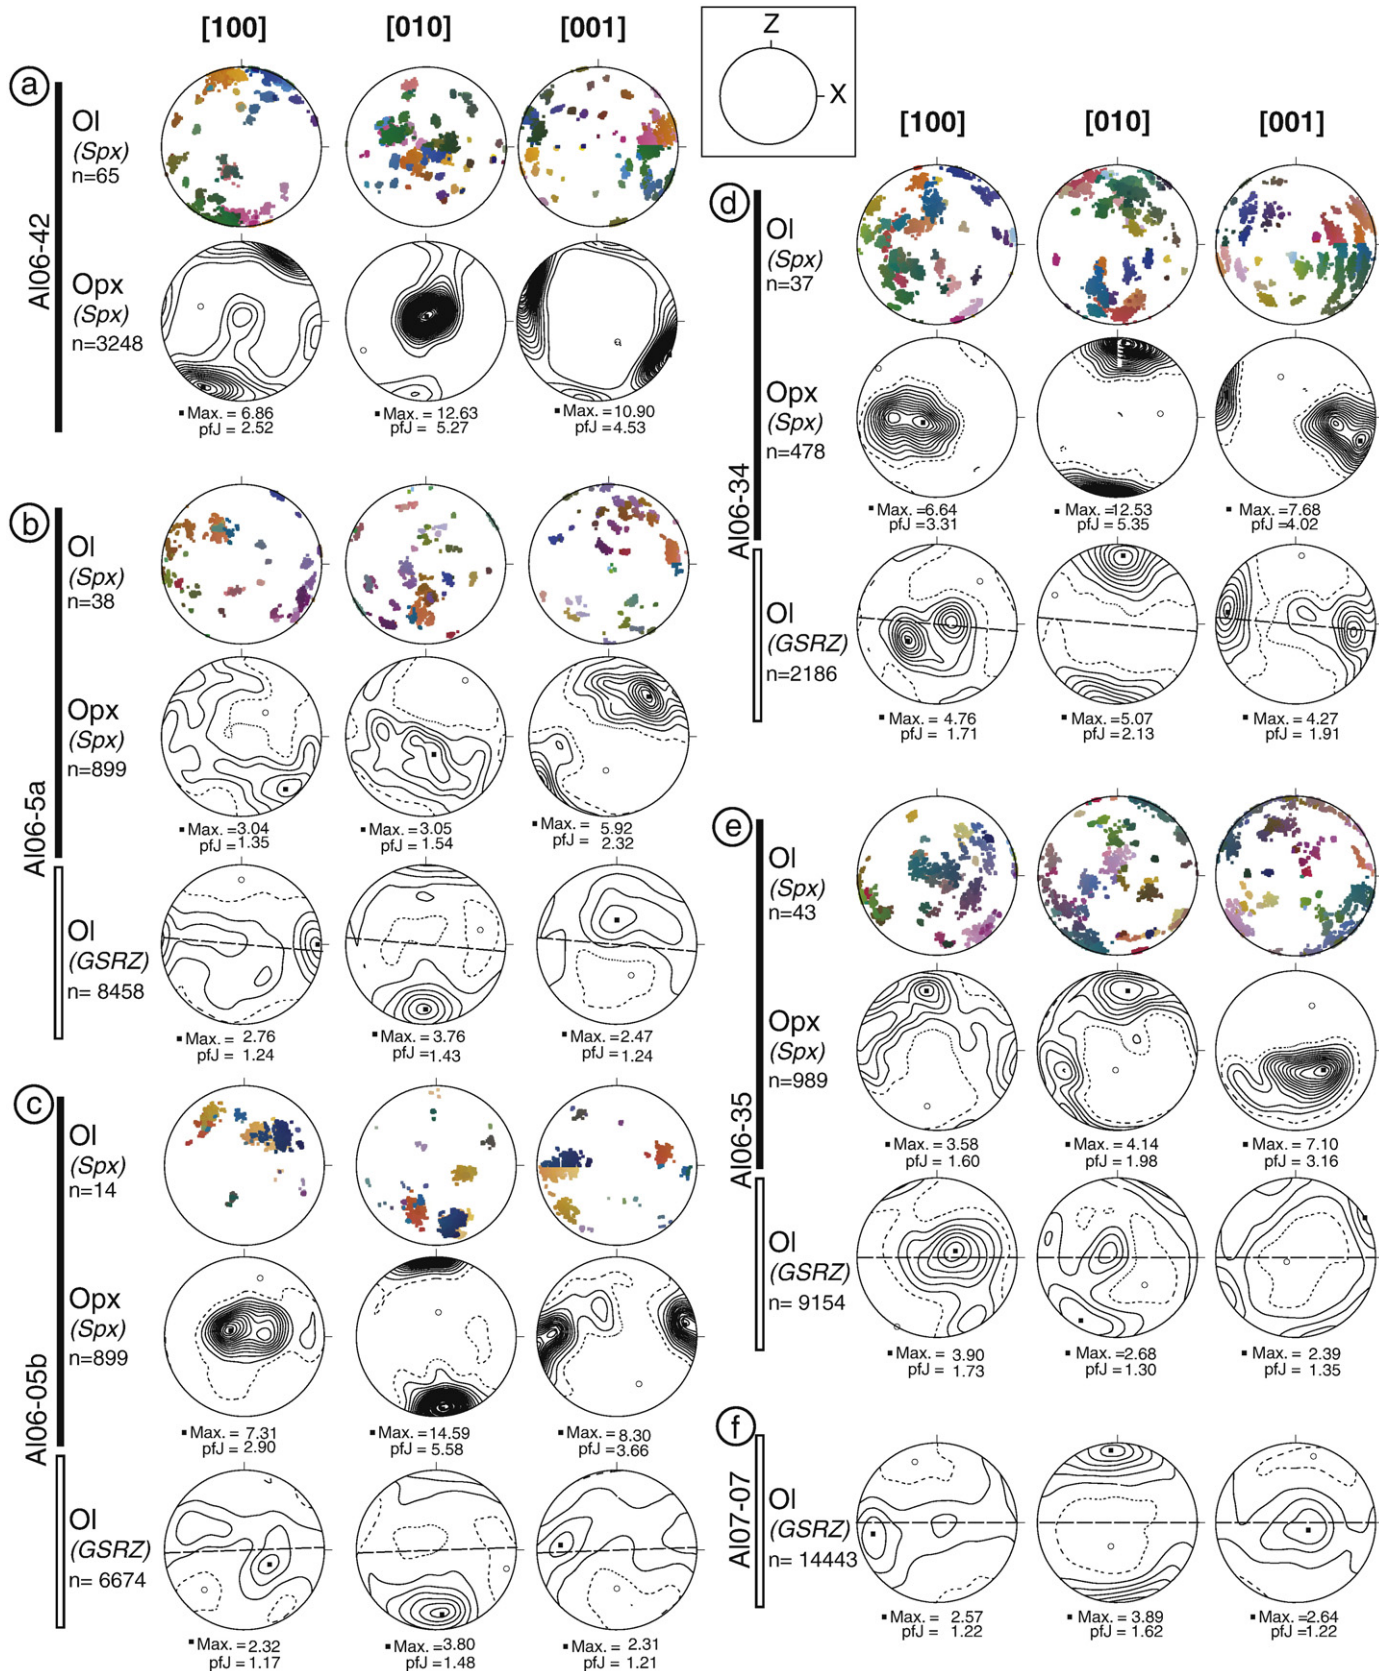 [100] [010] [001]
Z
X
a
AI06-42
Ol
(Spx)
n=65
Opx
(Spx)
n=3248
Max. = 6.86
pfJ = 2.52
Max. = 12.63
pfJ = 5.27
Max. = 10.90
pfJ = 4.53
b
AI06-5a
Ol
(Spx)
n=38
Opx
(Spx)
n=899
Max. = 3.04
pfJ = 1.35
Max. = 3.05
pfJ = 1.54
Max. = 5.92
pfJ = 2.32
Ol
(GSRZ)
n= 8458
Max. = 2.76
pfJ = 1.24
Max. = 3.76
pfJ =1.43
Max. =2.47
pfJ = 1.24
c
AI06-05b
Ol
(Spx)
n=14
Opx
(Spx)
n=899
Max. = 7.31
pfJ = 2.90
Max. = 14.59
pfJ = 5.58
Max. = 8.30
pfJ = 3.66
Ol
(GSRZ)
n= 6674
Max. = 2.32
pfJ = 1.17
Max. = 3.80
pfJ = 1.48
Max. = 2.31
pfJ = 1.21
[100] [010] [001]
d
AI06-34
Ol
(Spx)
n=37
Opx
(Spx)
n=478
Max. =6.64
pfJ =3.31
Max. =12.53
pfJ = 5.35
Max. =7.68
pfJ =4.02
Ol
(GSRZ)
n=2186
Max. = 4.76
pfJ = 1.71
Max. = 5.07
pfJ =2.13
Max. = 4.27
pfJ = 1.91
e
AI06-35
Ol
(Spx)
n=43
Opx
(Spx)
n=989
Max. = 3.58
pfJ = 1.60
Max. = 4.14
pfJ = 1.98
Max. = 7.10
pfJ = 3.16
Ol
(GSRZ)
n= 9154
Max. = 3.90
pfJ = 1.73
Max. =2.68
pfJ = 1.30
Max. = 2.39
pfJ = 1.35
f
AI07-07
Ol
(GSRZ)
n= 14443
Max. = 2.57
pfJ = 1.22
Max. = 3.89
pfJ = 1.62
Max. =2.64
pfJ =1.22